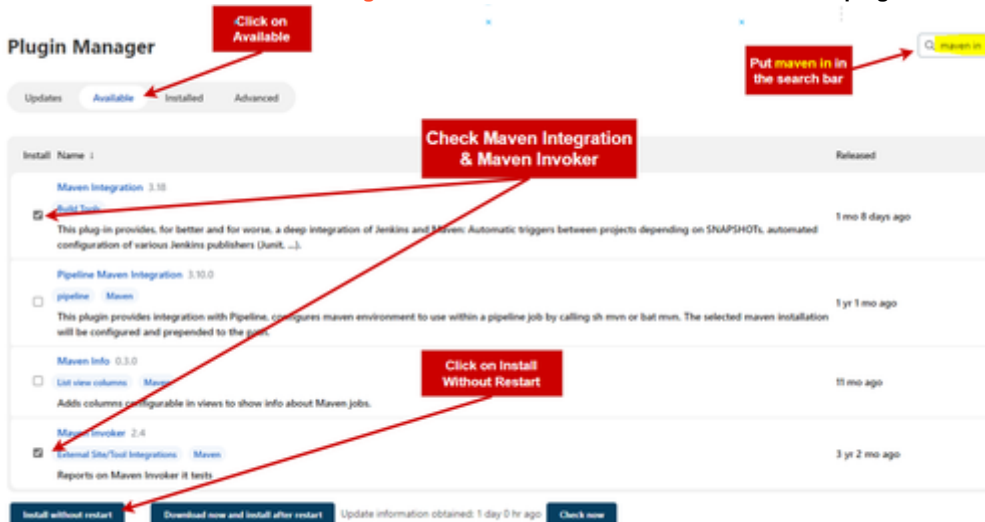 Click on
Available
Plugin Manager
maven in
Put maven in in
the search bar
Updates Available Installed Advanced
Check Maven Integration
& Maven Invoker
Install Name ↓ Released
Maven Integration 3.18
Build Tools
This plug-in provides, for better and for worse, a deep integration of Jenkins and Maven: Automatic triggers between projects depending on SNAPSHOTs, automated
configuration of various Jenkins publishers (Junit, ...).
1 mo 8 days ago
Pipeline Maven Integration 3.10.0
pipeline Maven
This plugin provides integration with Pipeline, configures maven environment to use within a pipeline job by calling sh mvn or bat mvn. The selected maven installation
will be configured and prepended to the path.
1 yr 1 mo ago
Maven Info 0.3.0
List view columns Maven
Adds columns configurable in views to show info about Maven jobs.
11 mo ago
Click on Install
Without Restart
Maven Invoker 2.4
External Site/Tool Integrations Maven
Reports on Maven Invoker it tests
3 yr 2 mo ago
Install without restart Download now and install after restart Update information obtained: 1 day 0 hr ago Check now